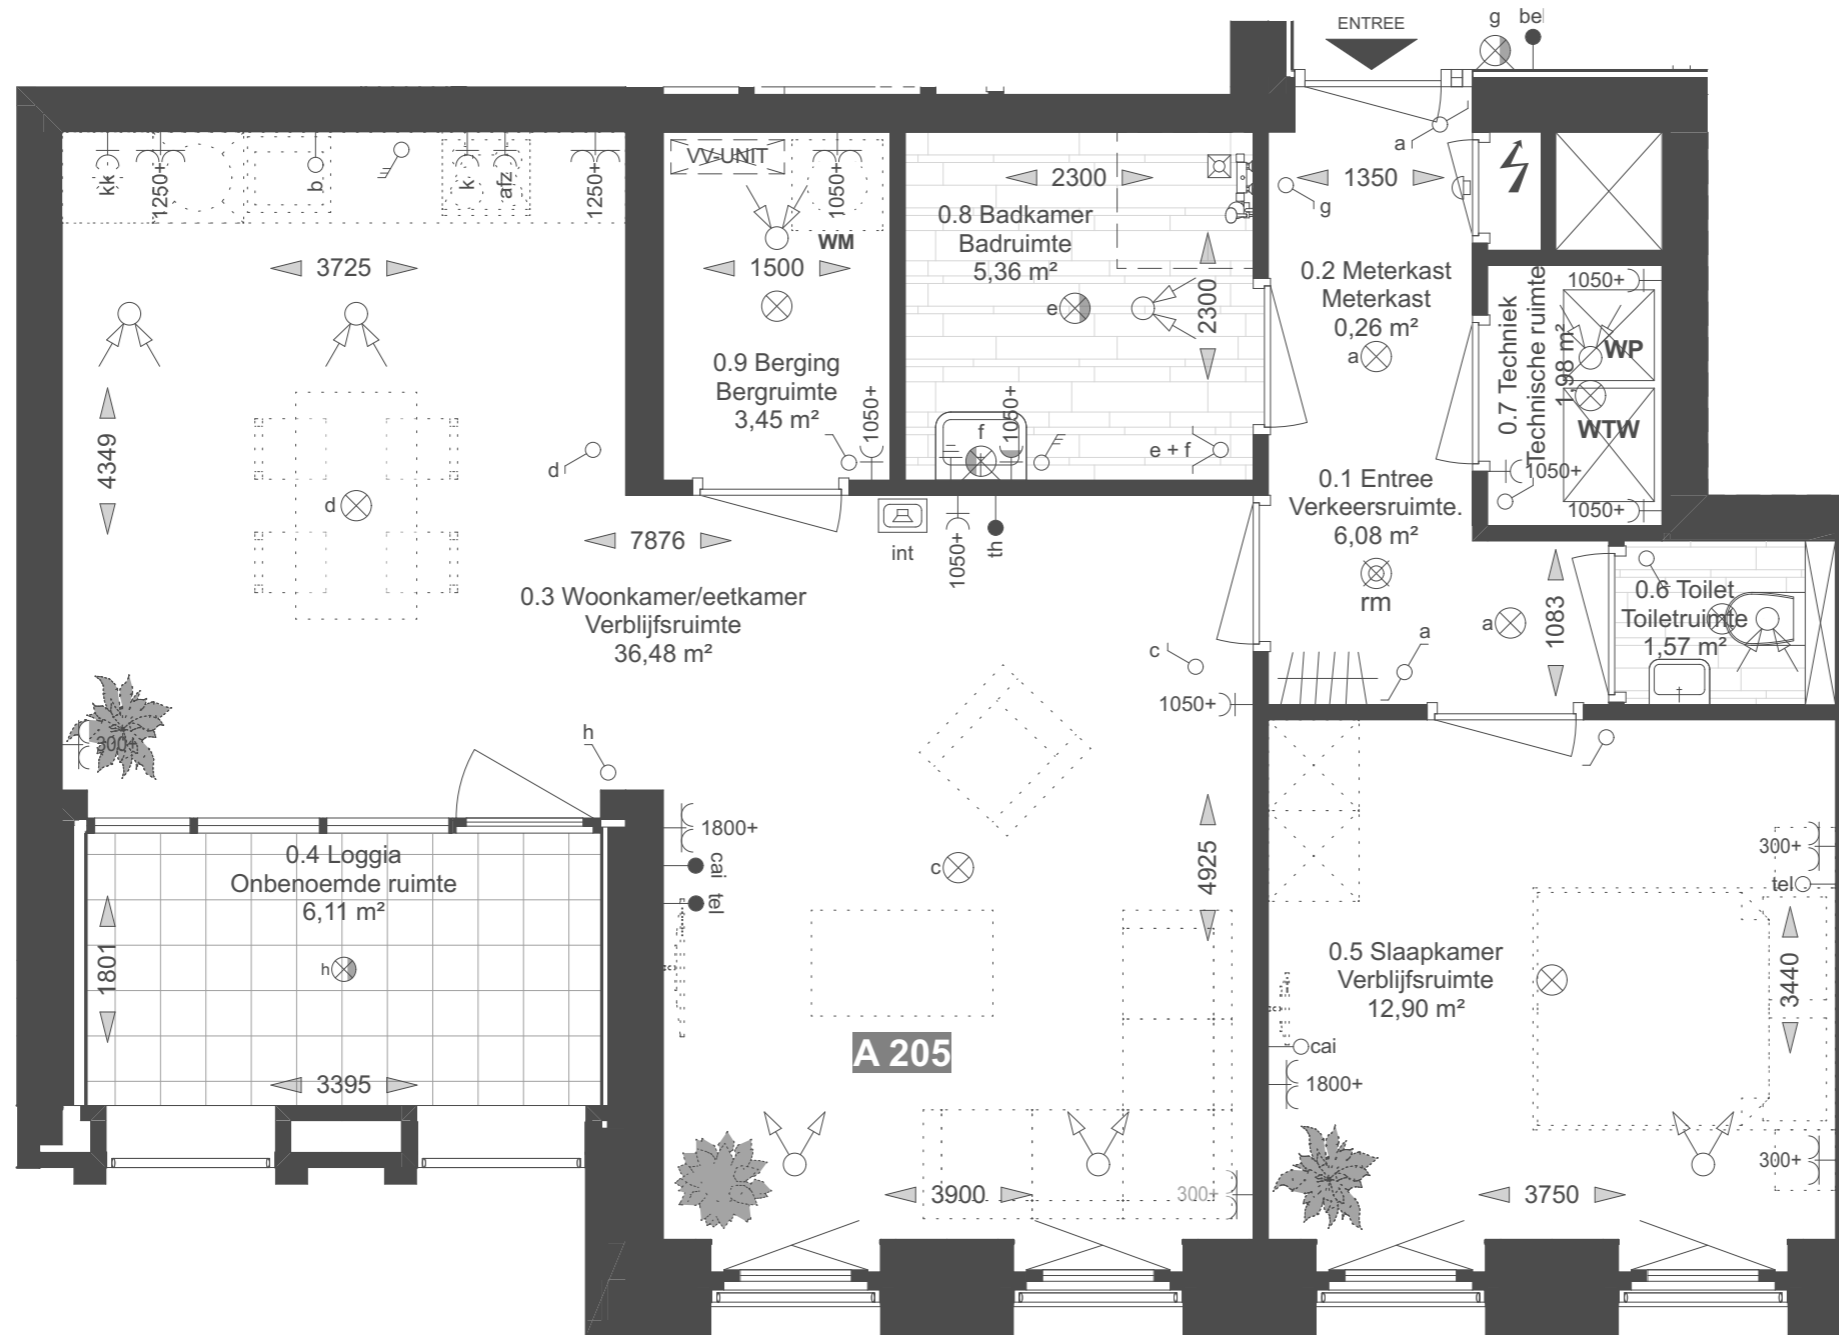 ENTREE
g
bel
a
kk
1250+
b
k
afz
1250+
VV-UNIT
1050+
WM
2300
1350
g
0.8 Badkamer
Badruimte
5,36 m²
3725
1500
2300
e
0.2 Meterkast
Meterkast
0,26 m²
a
1050+
0.7 Techniek
Technische ruimte
1,98 m²
WP
WTW
1050+
1050+
0.9 Berging
Bergruimte
3,45 m²
1050+
f
1050+
e + f
4349
d
d
0.1 Entree
Verkeersruimte.
6,08 m²
rm
7876
int
1050+
th
0.3 Woonkamer/eetkamer
Verblijfsruimte
36,48 m²
a
a
1083
0.6 Toilet
Toiletruimte
1,57 m²
c
1050+
300+
h
1800+
cai
tel
c
4925
0.4 Loggia
Onbenoemde ruimte
6,11 m²
1801
h
3395
A 205
3900
300+
0.5 Slaapkamer
Verblijfsruimte
12,90 m²
300+
tel
3440
cai
1800+
300+
3750